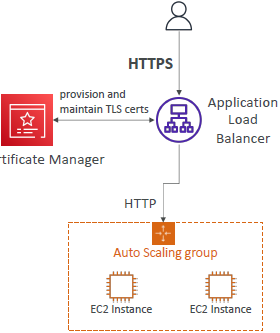 HTTPS
provision and
maintain TLS certs
Application
Load
Balancer
rtificate Manager
HTTP
Auto Scaling group
EC2 Instance
EC2 Instance